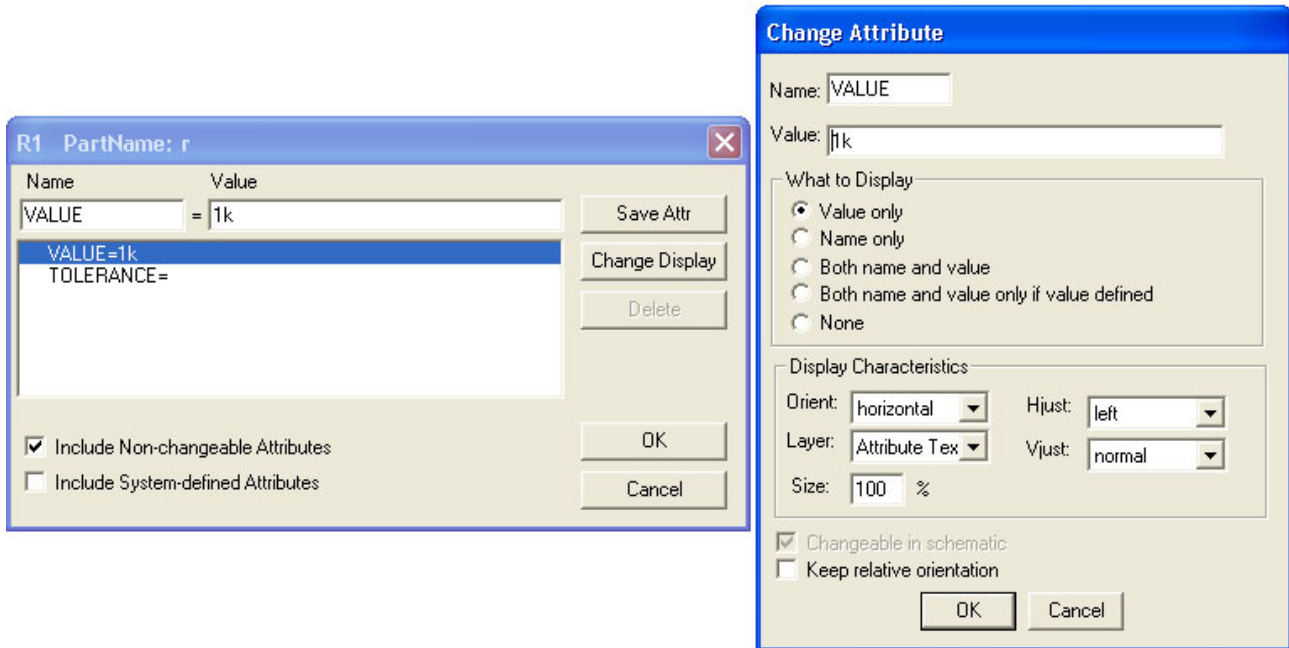 R1 PartName: r
Name Value
VALUE = 1k
Save Attr
VALUE=1k
TOLERANCE=
Change Display
Delete
Include Non-changeable Attributes
Include System-defined Attributes
OK
Cancel
Change Attribute
Name: VALUE
Value: 1k
What to Display
Value only
Name only
Both name and value
Both name and value only if value defined
None
Display Characteristics
Orient: horizontal Hjust: left
Layer: Attribute Tex Vjust: normal
Size: 100 %
Changeable in schematic
Keep relative orientation
OK Cancel